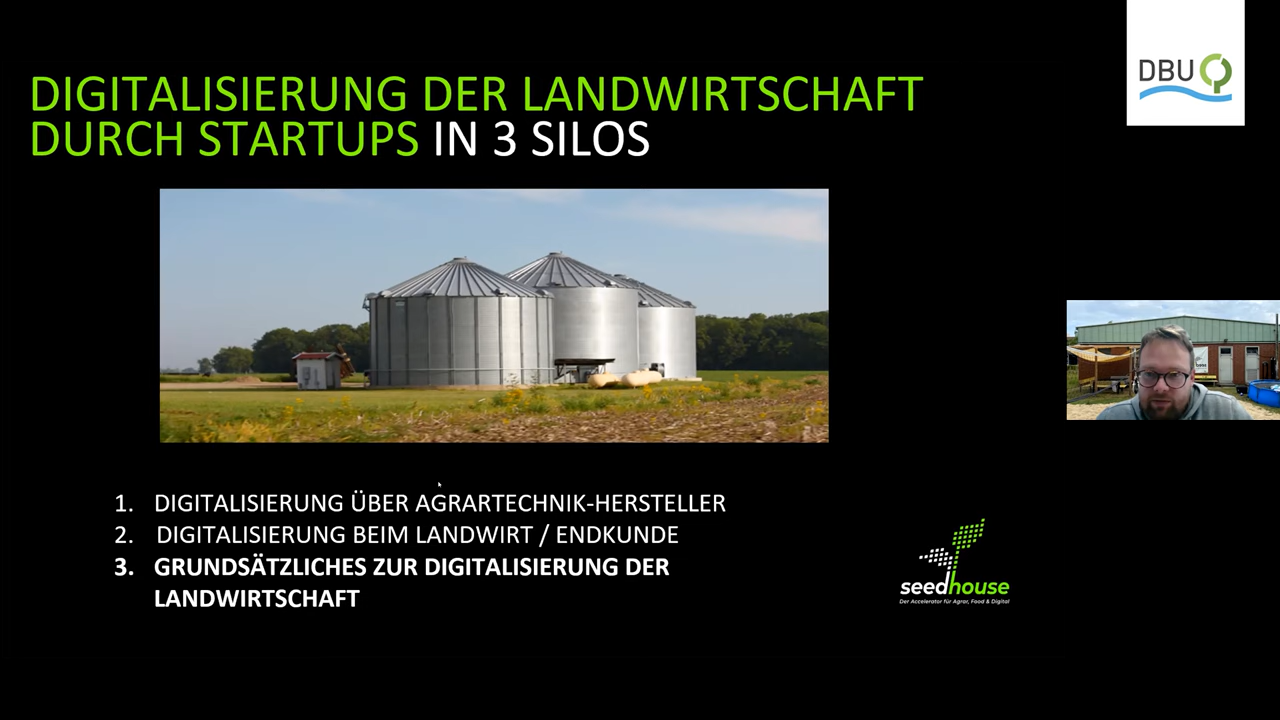 DIGITALISIERUNG DER LANDWIRTSCHAFT
DURCH STARTUPS IN 3 SILOS
DBU
1. DIGITALISIERUNG ÜBER AGRARTECHNIK-HERSTELLER
2. DIGITALISIERUNG BEIM LANDWIRT / ENDKUNDE
3. GRUNDSÄTZLICHES ZUR DIGITALISIERUNG DER
LANDWIRTSCHAFT
seedhouse
Der Accelerator für Agrar, Food & Digital